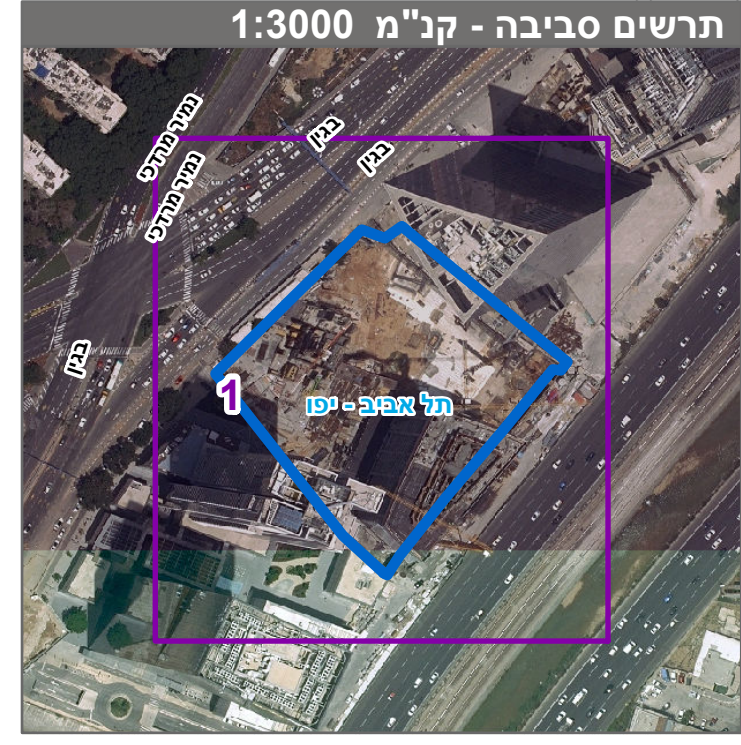 תרשים סביבה - קנ"מ 1:3000
נמיר מרדכי
נמיר מרדכי
בגין
בגין
בגין
1
תל אביב - יפו